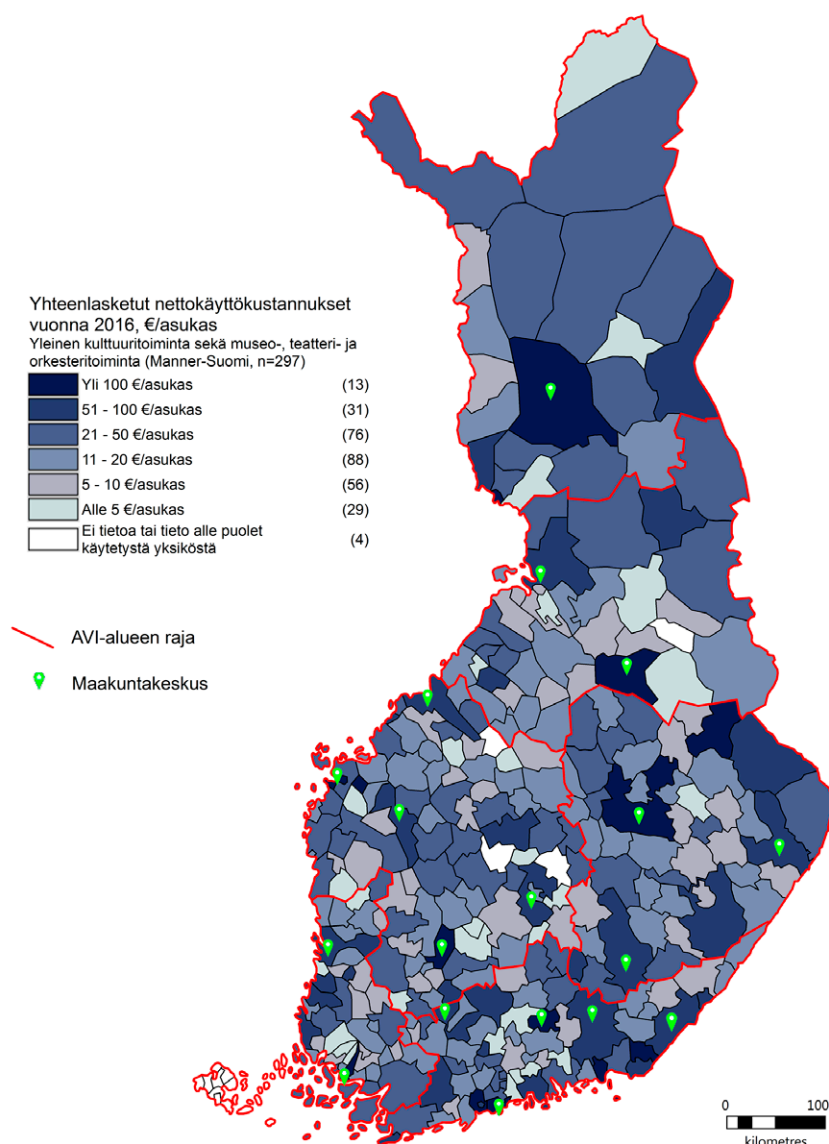 Yhteenlasketut nettokäyttökustannukset
vuonna 2016, €/asukas
Yleinen kulttuuritoiminta sekä museo-, teatteri- ja
orkesteritoiminta (Manner-Suomi, n=297)
Yli 100 €/asukas (13)
51 - 100 €/asukas (31)
21 - 50 €/asukas (76)
11 - 20 €/asukas (88)
5 - 10 €/asukas (56)
Alle 5 €/asukas (29)
Ei tietoa tai tieto alle puolet
käytetystä yksiköstä (4)
AVI-alueen raja
Maakuntakeskus
0 100
kilometres